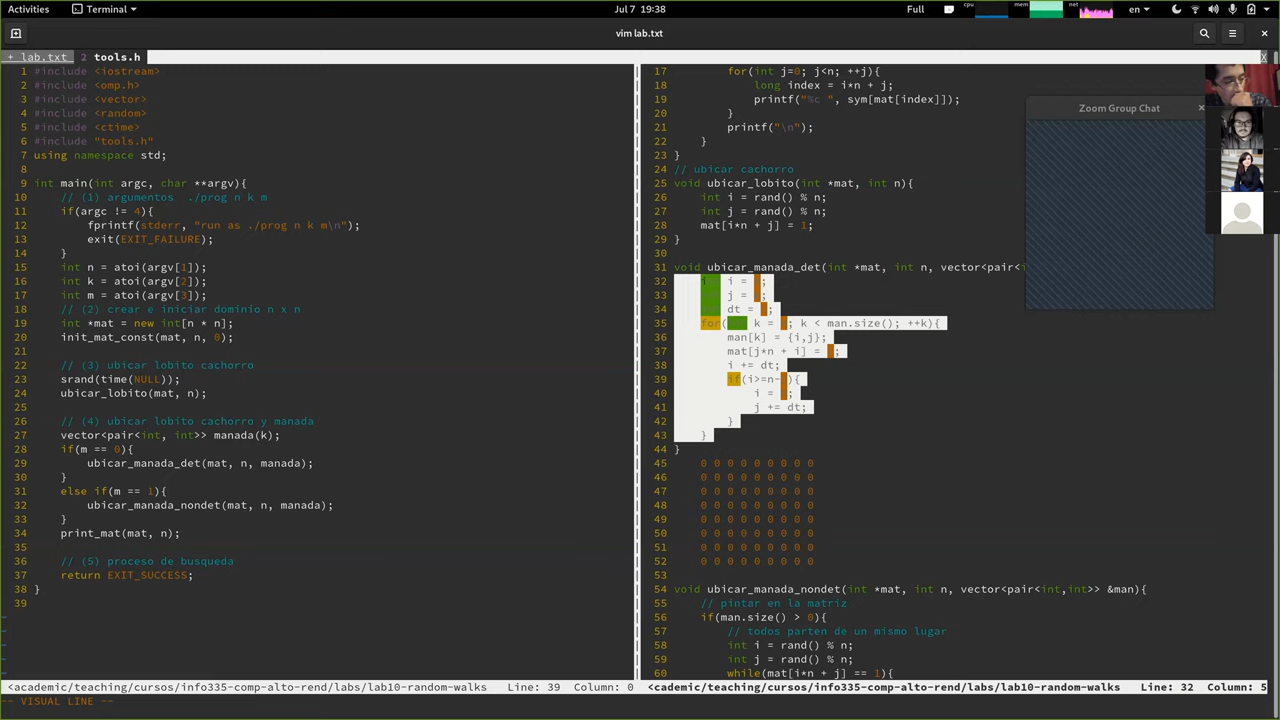 Activities
Terminal
Jul 7 19:38
Full
cpu
mem
net
en
vim lab.txt
+ lab.txt 2 tools.h
X
1 #include <iostream>
2 #include <omp.h>
3 #include <vector>
4 #include <random>
5 #include <ctime>
6 #include "tools.h"
7 using namespace std;
8
9 int main(int argc, char **argv){
10 // (1) argumentos ./prog n k m
11 if(argc != 4){
12 fprintf(stderr, "run as ./prog n k m\n");
13 exit(EXIT_FAILURE);
14 }
15 int n = atoi(argv[1]);
16 int k = atoi(argv[2]);
17 int m = atoi(argv[3]);
18 // (2) crear e iniciar dominio n x n
19 int *mat = new int[n * n];
20 init_mat_const(mat, n, 0);
21
22 // (3) ubicar lobito cachorro
23 srand(time(NULL));
24 ubicar_lobito(mat, n);
25
26 // (4) ubicar lobito cachorro y manada
27 vector<pair<int, int>> manada(k);
28 if(m == 0){
29 ubicar_manada_det(mat, n, manada);
30 }
31 else if(m == 1){
32 ubicar_manada_nondet(mat, n, manada);
33 }
34 print_mat(mat, n);
35
36 // (5) proceso de busqueda
37 return EXIT_SUCCESS;
38 }
39
~
~
~
~
~
<academic/teaching/cursos/info335-comp-alto-rend/labs/lab10-random-walks Line: 39 Column: 0
-- VISUAL LINE --
17 for(int j=0; j<n; ++j){
18 long index = i*n + j;
19 printf("%c ", sym[mat[index]]);
20 }
21 printf("\n");
22 }
23 }
24 // ubicar cachorro
25 void ubicar_lobito(int *mat, int n){
26 int i = rand() % n;
27 int j = rand() % n;
28 mat[i*n + j] = 1;
29 }
30
31 void ubicar_manada_det(int *mat, int n, vector<pair<i
32 i i = ;
33 j = ;
34 dt = ;
35 for( k = ; k < man.size(); ++k){
36 man[k] = {i,j};
37 mat[j*n + i] = ;
38 i += dt;
39 if(i>=n- ){
40 i = ;
41 j += dt;
42 }
43 }
44 }
45 0 0 0 0 0 0 0 0 0
46 0 0 0 0 0 0 0 0 0
47 0 0 0 0 0 0 0 0 0
48 0 0 0 0 0 0 0 0 0
49 0 0 0 0 0 0 0 0 0
50 0 0 0 0 0 0 0 0 0
51 0 0 0 0 0 0 0 0 0
52 0 0 0 0 0 0 0 0 0
53
54 void ubicar_manada_nondet(int *mat, int n, vector<pair<int,int>> &man){
55 // pintar en la matriz
56 if(man.size() > 0){
57 // todos parten de un mismo lugar
58 int i = rand() % n;
59 int j = rand() % n;
60 while(mat[i*n + j] == 1){
<cademic/teaching/cursos/info335-comp-alto-rend/labs/lab10-random-walks Line: 32 Column: 5
Zoom Group Chat